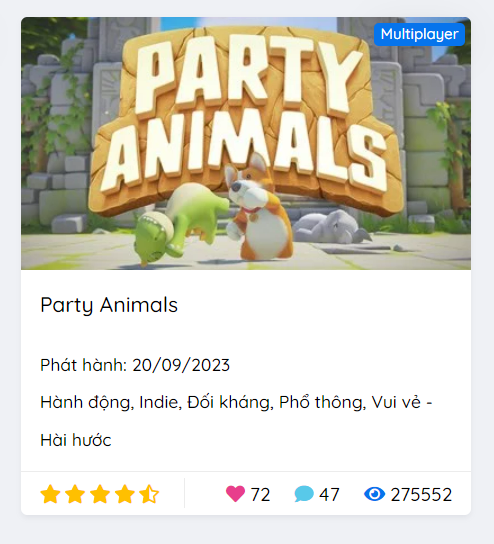 Multiplayer
PARTY
ANIMALS
Party Animals
Phát hành: 20/09/2023
Hành động, Indie, Đối kháng, Phổ thông, Vui vẻ -
Hài hước
72 47 275552